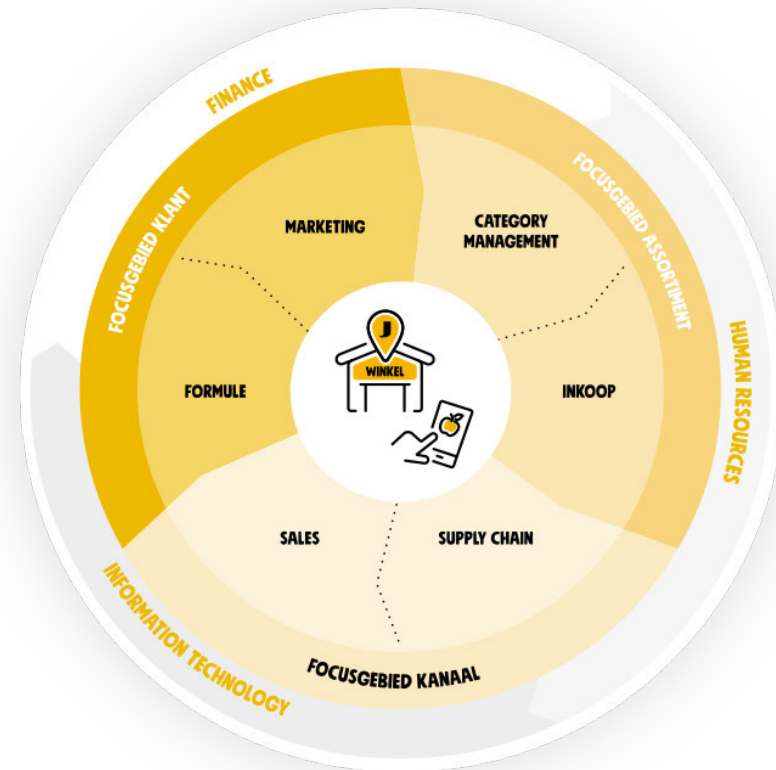 FINANCE
FOCUSGEBIED KLANT
FOCUSGEBIED ASSORTIMENT
MARKETING
CATEGORY
MANAGEMENT
J
WINKEL
HUMAN RESOURCES
FORMULE
INKOOP
SALES
SUPPLY CHAIN
INFORMATION TECHNOLOGY
FOCUSGEBIED KANAAL